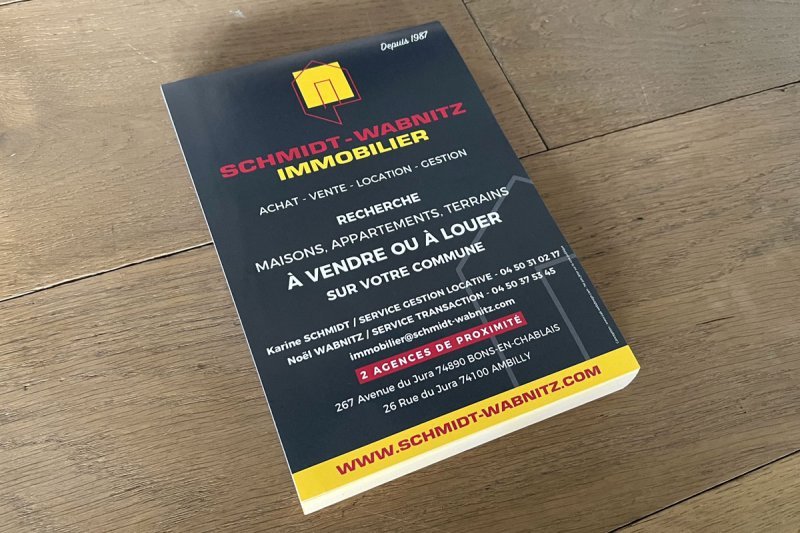 Depuis 1987
SCHMIDT-WABNITZ
IMMOBILIER
ACHAT - VENTE - LOCATION - GESTION
RECHERCHE
MAISONS, APPARTEMENTS, TERRAINS
À VENDRE OU À LOUER
SUR VOTRE COMMUNE
Karine SCHMIDT / SERVICE GESTION LOCATIVE - 04 50 31 02 17
Noël WABNITZ / SERVICE TRANSACTION - 04 50 37 53 45
immobilier@schmidt-wabnitz.com
2 AGENCES DE PROXIMITÉ
267 Avenue du Jura 74890 BONS-EN-CHABLAIS
26 Rue du Jura 74100 AMBILLY
WWW.SCHMIDT-WABNITZ.COM